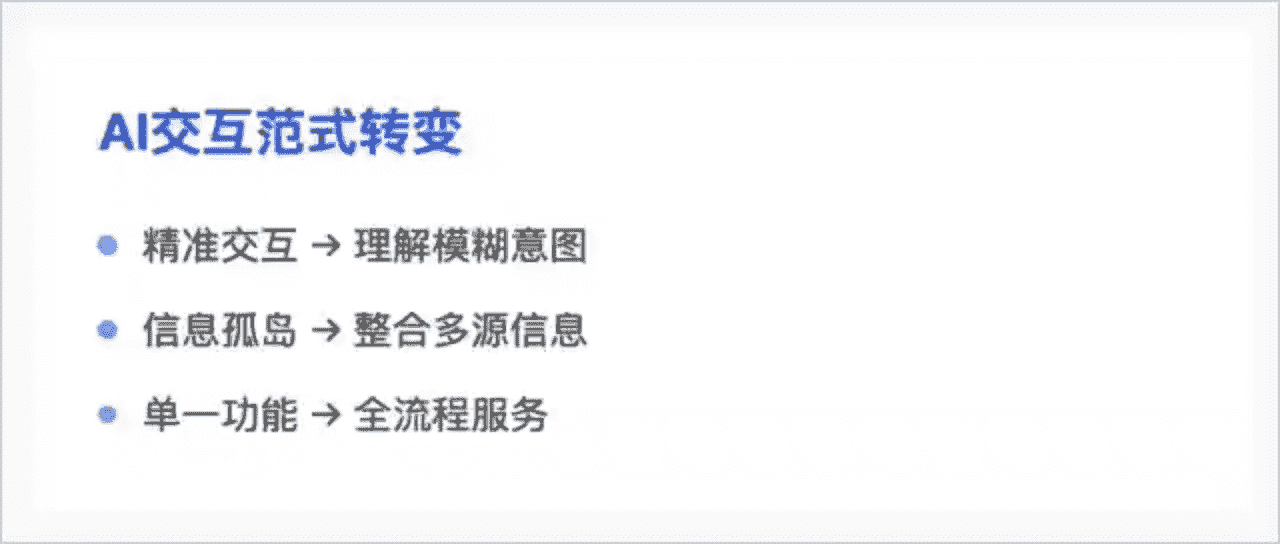 AI交互范式转变
精准交互 → 理解模糊意图
信息孤岛 → 整合多源信息
单一功能 → 全流程服务